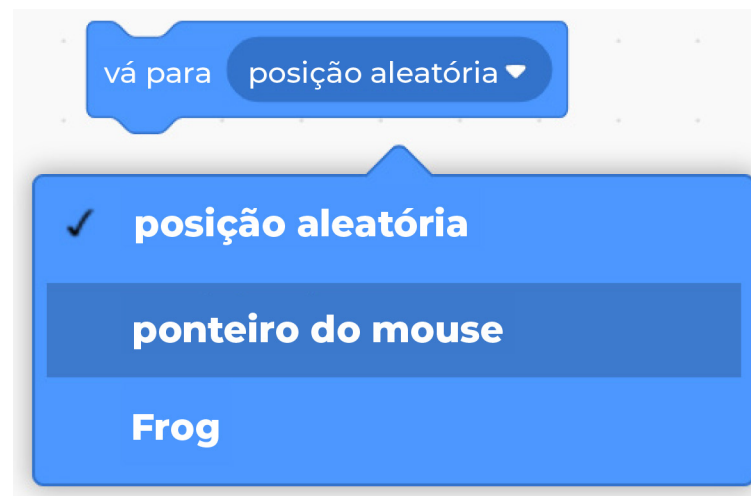 vá para posição aleatória
posição aleatória
ponteiro do mouse
Frog